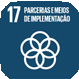 17 PARCERIAS E MEIOS
DE IMPLEMENTAÇÃO